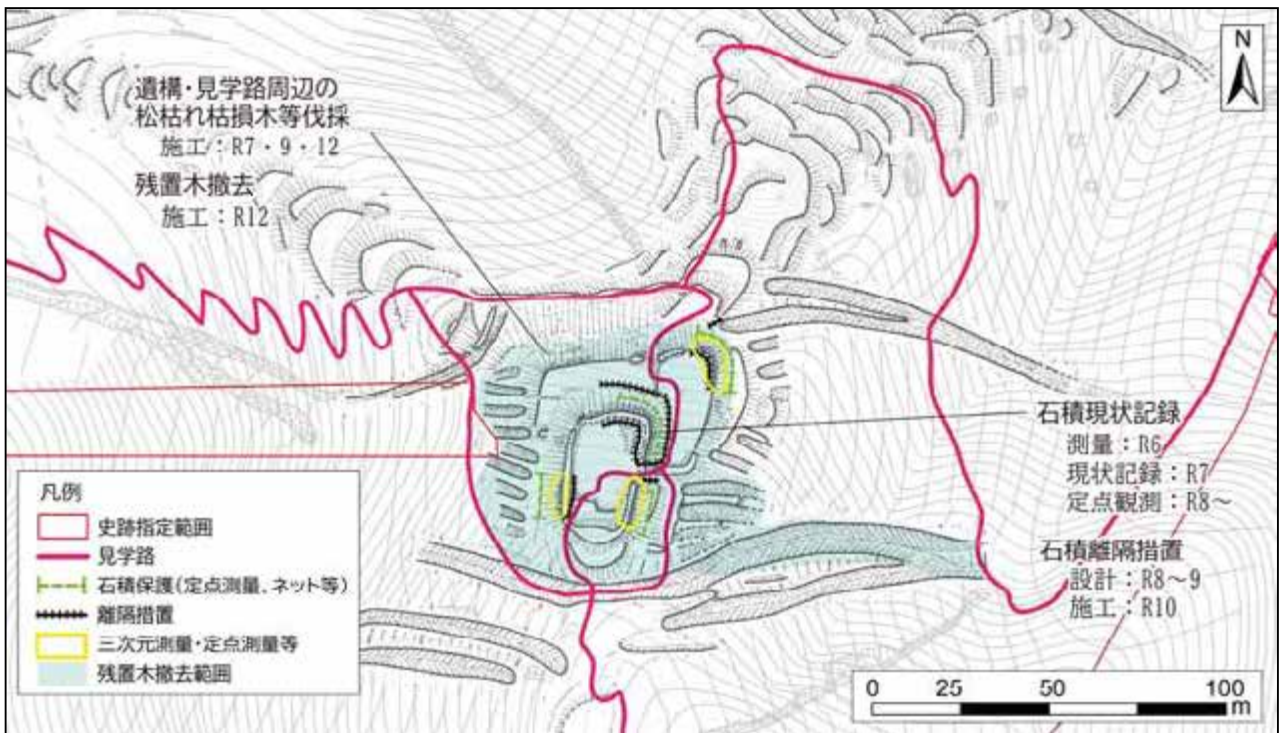 遺構・見学路周辺の
松枯れ枯損木等伐採
施工：R7・9・12
残置木撤去
施工：R12
N
石積現状記録
測量：R6
現状記録：R7
定点観測：R8～
石積離隔措置
設計：R8～9
施工：R10
凡例
史跡指定範囲
見学路
石積保護(定点測量、ネット等)
離隔措置
三次元測量・定点測量等
残置木撤去範囲
0 25 50 100
m